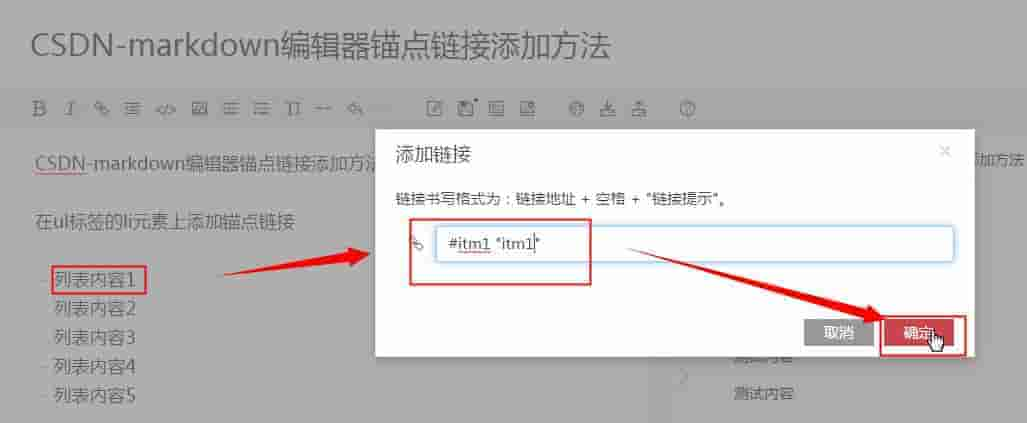 CSDN-markdown编辑器锚点链接添加方法
CSDN-markdown编辑器锚点链接添加方法
在ul标签的li元素上添加锚点链接
- 列表内容1
列表内容2
- 列表内容3
- 列表内容4
- 列表内容5
添加链接
×
链接书写格式为：链接地址 + 空格 + "链接提示"。
#itm1 "itm1"
取消
确定
加方法
测试内容
测试内容